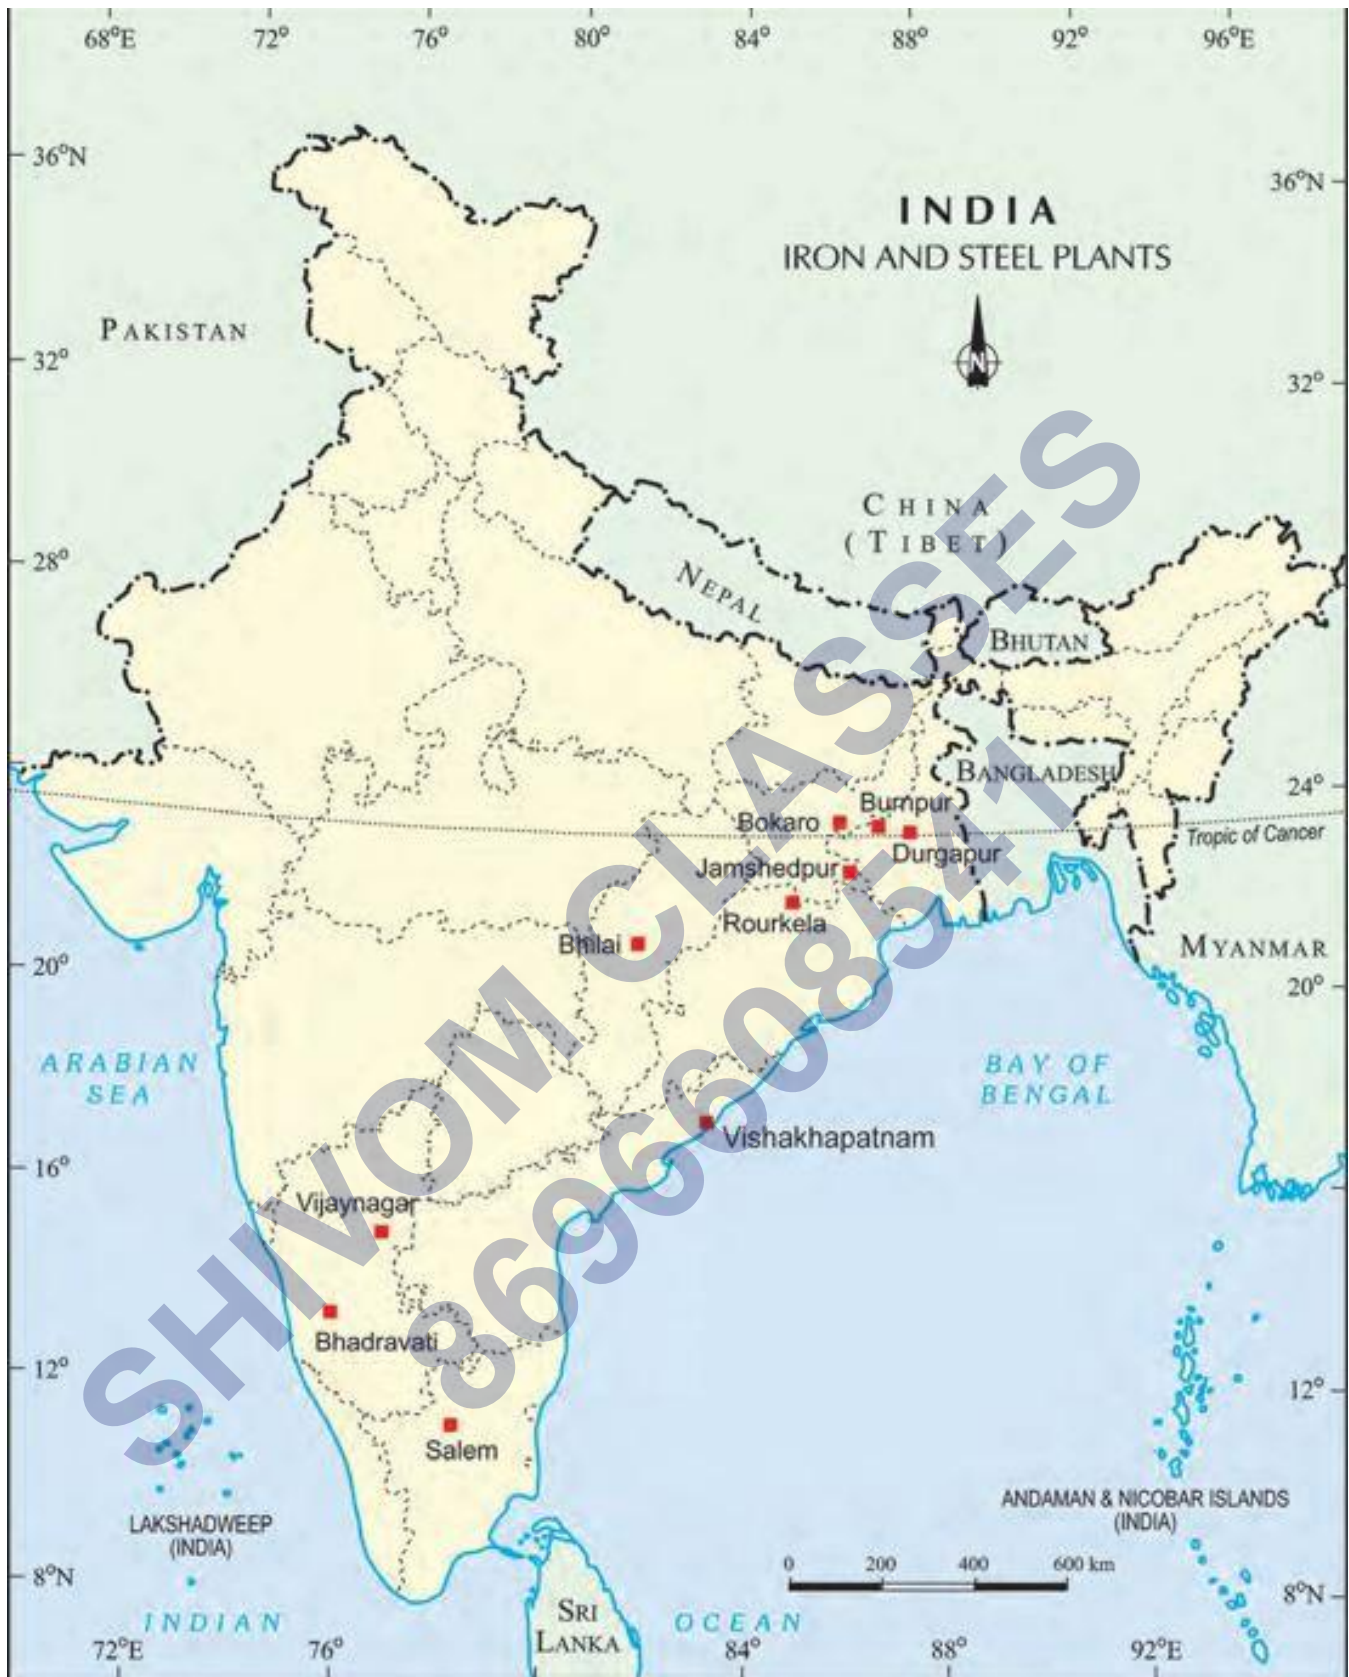 68°E 72° 76° 80° 84° 88° 92° 96°E
36°N
36°N
INDIA
IRON AND STEEL PLANTS
PAKISTAN
N
32°
32°
CHINA
(TIBET)
28°
28°
NEPAL
BHUTAN
BANGLADESH
24°
Burnpur
Bokaro
Tropic of Cancer
Durgapur
Jamshedpur
Rourkela
Bhilai
MYANMAR
20°
20°
ARABIAN
SEA
BAY OF
BENGAL
Vishakhapatnam
16°
Vijaynagar
Bhadravati
12°
12°
Salem
ANDAMAN & NICOBAR ISLANDS
(INDIA)
LAKSHADWEEP
(INDIA)
0 200 400 600 km
8°N
8°N
SRI
LANKA
INDIAN OCEAN
72°E 76° 84° 88° 92°E
SHIVOM CLASSES
8696608541